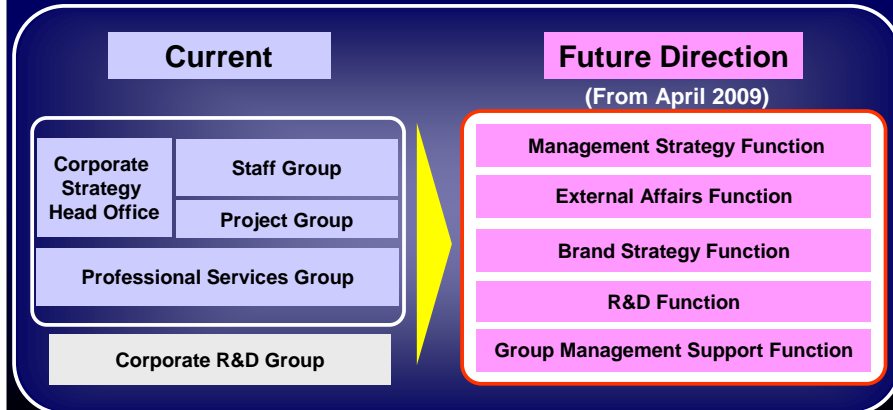 Current
Future Direction
(From April 2009)
Corporate
Strategy
Head Office
Staff Group
Project Group
Professional Services Group
Corporate R&D Group
Management Strategy Function
External Affairs Function
Brand Strategy Function
R&D Function
Group Management Support Function